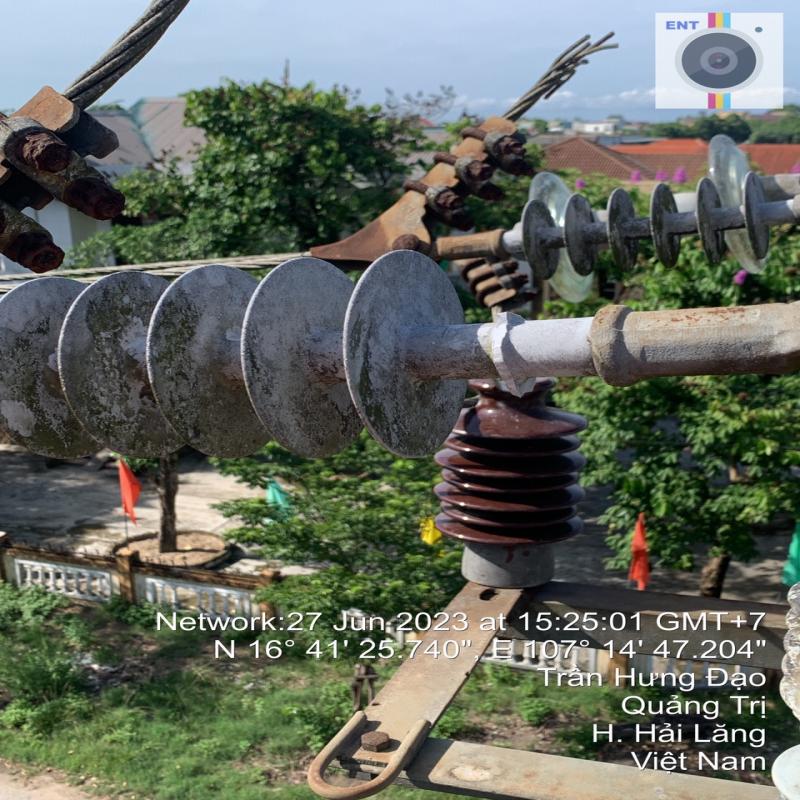 ENT
Network:27 Jun 2023 at 15:25:01 GMT+7
N 16° 41' 25.740", E 107° 14' 47.204"
Trần Hưng Đạo
Quảng Trị
H. Hải Lăng
Việt Nam